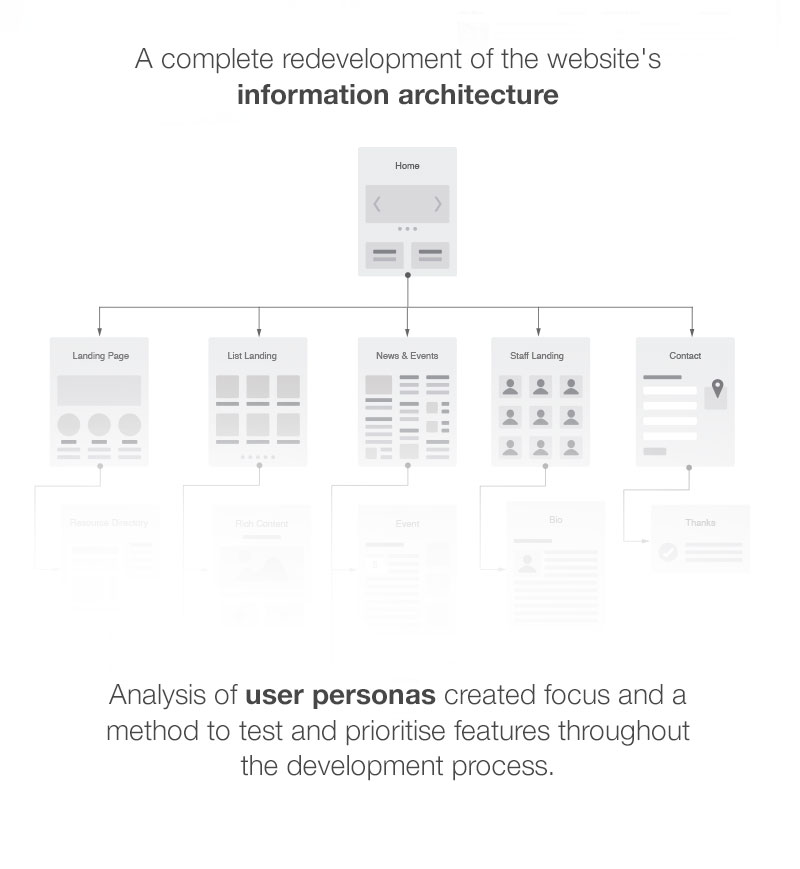 A complete redevelopment of the website's
information architecture
Home
Landing Page
List Landing
News & Events
Staff Landing
Contact
Resource Directory
Rich Content
Event
Bio
Thanks
Analysis of user personas created focus and a
method to test and prioritise features throughout
the development process.